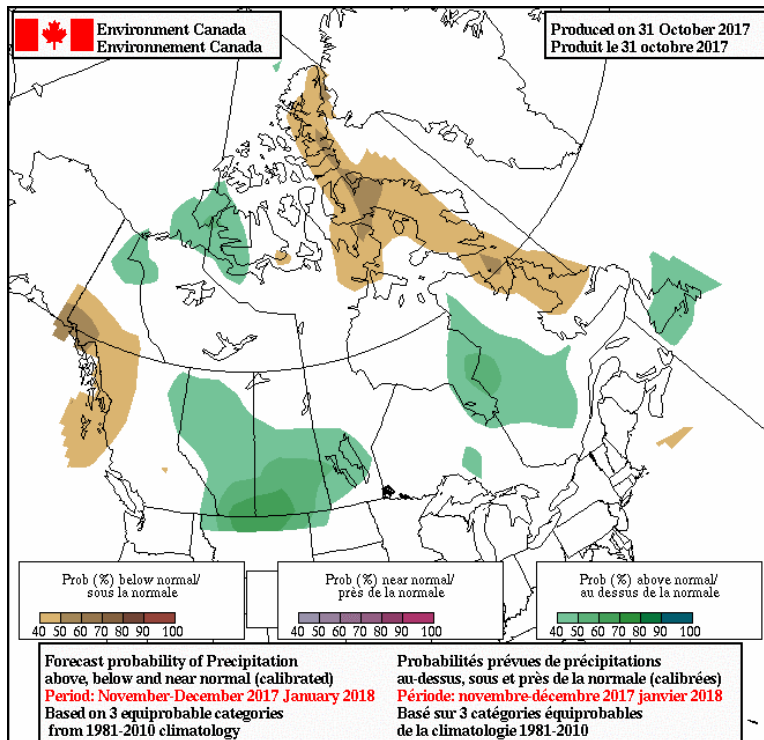 Environment Canada
Environnement Canada
Produced on 31 October 2017
Produit le 31 octobre 2017
Prob (%) below normal/
sous la normale
40 50 60 70 80 90 100
Prob (%) near normal/
près de la normale
40 50 60 70 80 90 100
Prob (%) above normal/
au dessus de la normale
40 50 60 70 80 90 100
Forecast probability of Precipitation
above, below and near normal (calibrated)
Period: November-December 2017 January 2018
Based on 3 equiprobable categories
from 1981-2010 climatology
Probabilités prévues de précipitations
au-dessus, sous et près de la normale (calibrées)
Période: novembre-décembre 2017 janvier 2018
Basé sur 3 catégories équiprobables
de la climatologie 1981-2010